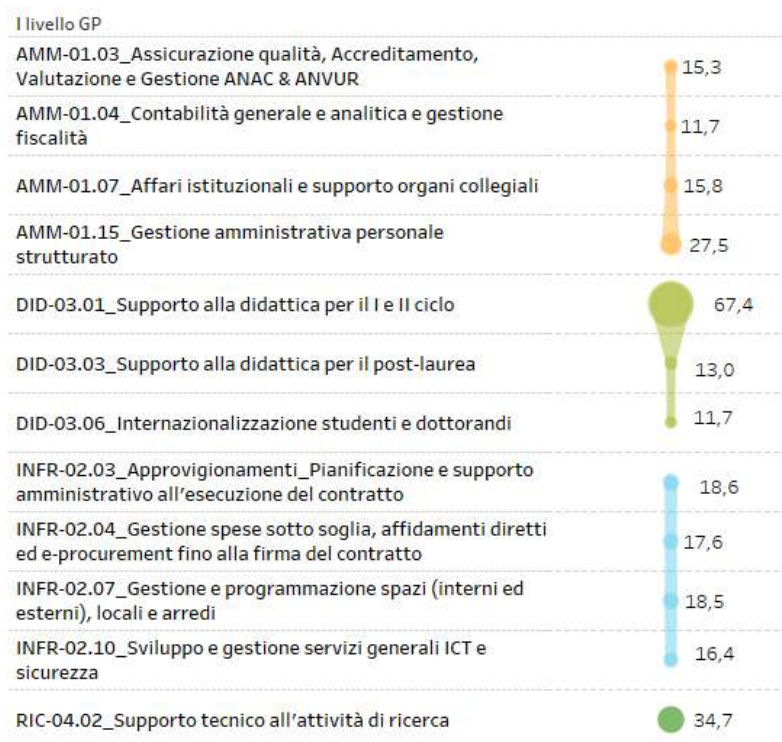 I livello GP
AMM-01.03_Assicurazione qualità, Accreditamento,
Valutazione e Gestione ANAC & ANVUR
15,3
AMM-01.04_Contabilità generale e analitica e gestione
fiscalità
11,7
AMM-01.07_Affari istituzionali e supporto organi collegiali
15,8
AMM-01.15_Gestione amministrativa personale
strutturato
27,5
DID-03.01_Supporto alla didattica per il I e II ciclo
67,4
DID-03.03_Supporto alla didattica per il post-laurea
13,0
DID-03.06_Internazionalizzazione studenti e dottorandi
11,7
INFR-02.03_Approvigionamenti_Pianificazione e supporto
amministrativo all'esecuzione del contratto
18,6
INFR-02.04_Gestione spese sotto soglia, affidamenti diretti
ed e-procurement fino alla firma del contratto
17,6
INFR-02.07_Gestione e programmazione spazi (interni ed
esterni), locali e arredi
18,5
INFR-02.10_Sviluppo e gestione servizi generali ICT e
sicurezza
16,4
RIC-04.02_Supporto tecnico all'attività di ricerca
34,7